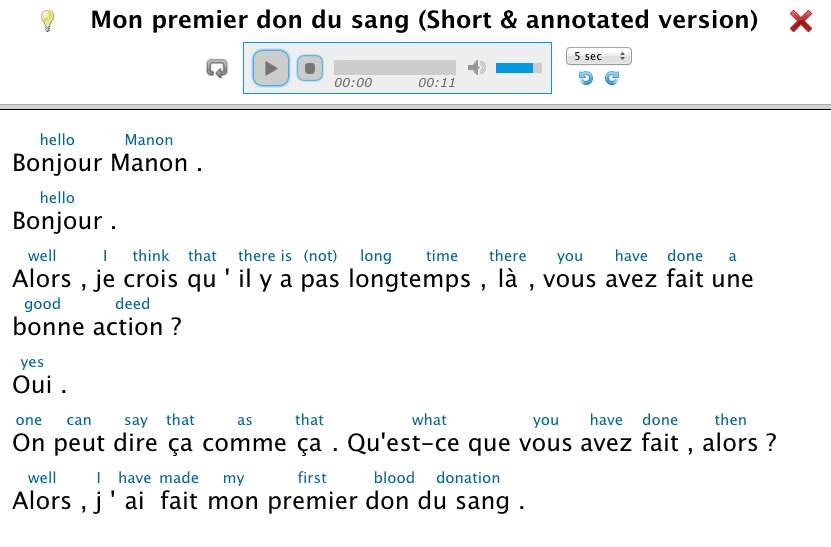 Mon premier don du sang (Short & annotated version)
5 sec
00:00 00:11
hello Manon
Bonjour Manon .
hello
Bonjour .
well I think that there is (not) long time there you have done a
Alors , je crois qu ' il y a pas longtemps , là , vous avez fait une
good deed
bonne action ?
yes
Oui .
one can say that as that what you have done then
On peut dire ça comme ça . Qu'est-ce que vous avez fait , alors ?
well I have made my first blood donation
Alors , j ' ai fait mon premier don du sang .